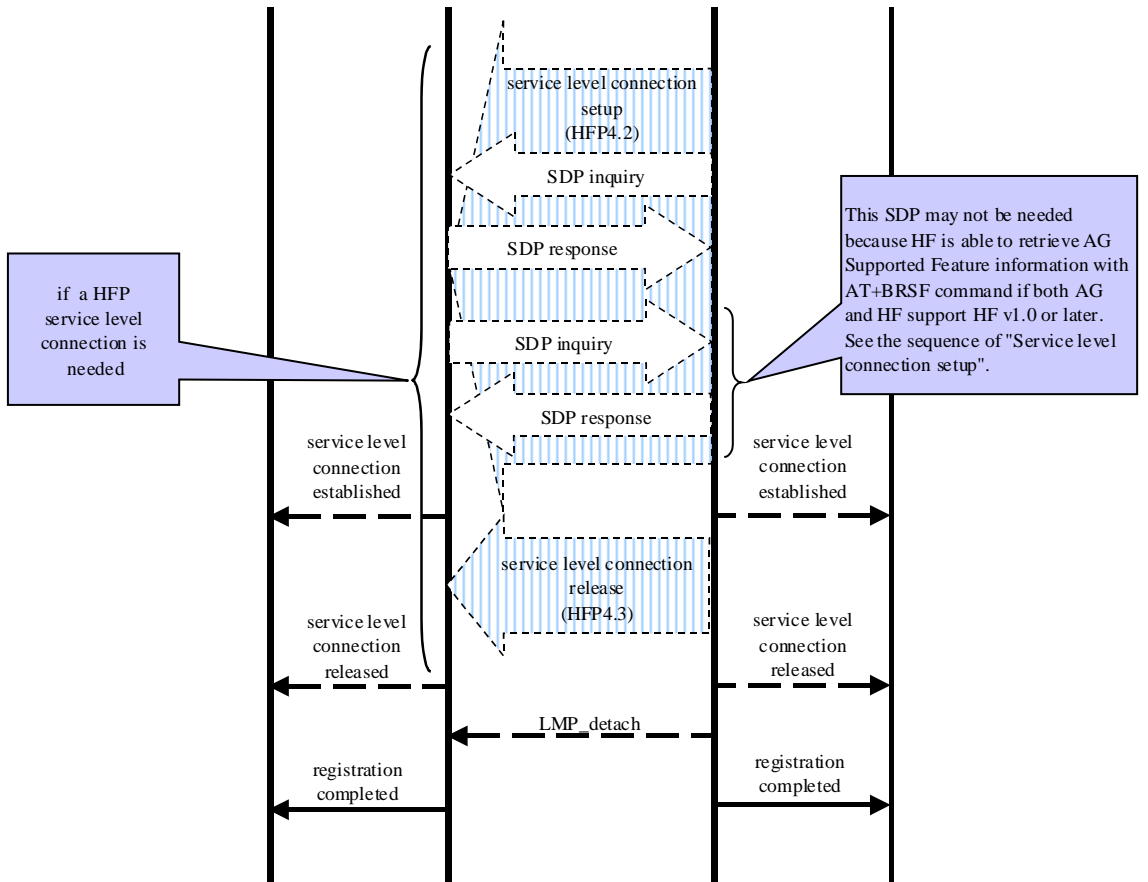 service level connection
setup
(HFP4.2)
SDP inquiry
This SDP may not be needed
because HF is able to retrieve AG
Supported Feature information with
AT+BRSF command if both AG
and HF support HF v1.0 or later.
See the sequence of "Service level
connection setup".
SDP response
if a HFP
service level
connection is
needed
SDP inquiry
SDP response
service level
connection
established
service level
connection
established
service level connection
release
(HFP4.3)
service level
connection
released
service level
connection
released
LMP_detach
registration
completed
registration
completed